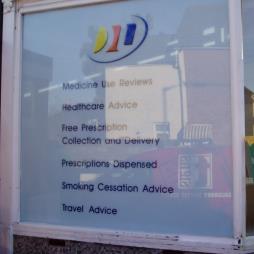 Medicine Use Reviews
Healthcare Advice
Free Prescription
Collection and Delivery
Prescriptions Dispensed
Smoking Cessation Advice
Travel Advice